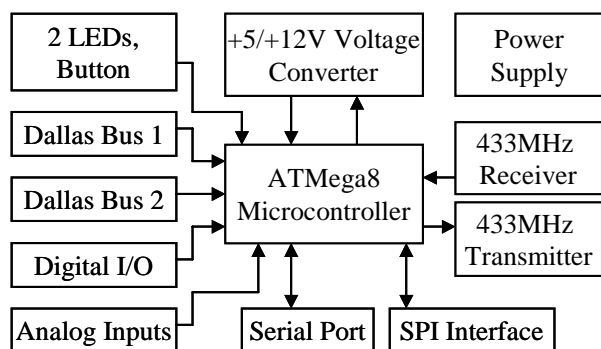 2 LEDs,
Button
+5/+12V Voltage
Converter
Power
Supply
Dallas Bus 1
Dallas Bus 2
Digital I/O
Analog Inputs
ATMega8
Microcontroller
433MHz
Receiver
433MHz
Transmitter
Serial Port
SPI Interface